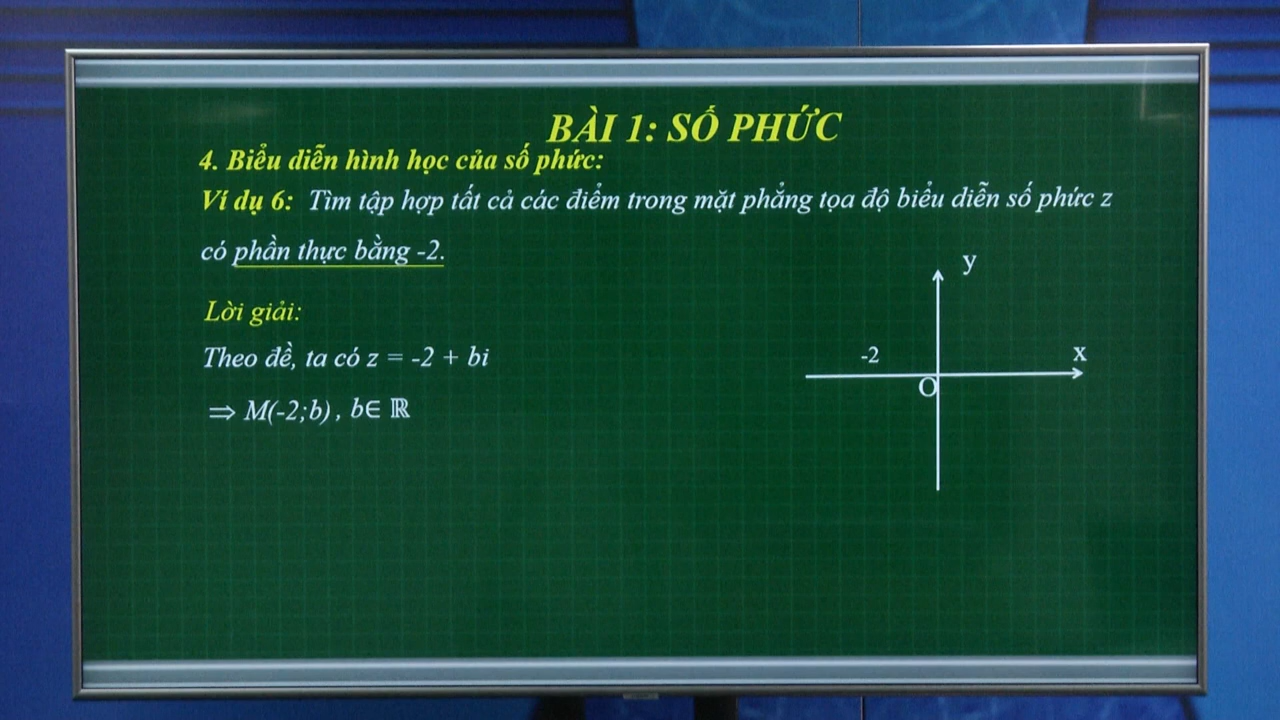 BÀI 1: SỐ PHỨC
4. Biểu diễn hình học của số phức:
Ví dụ 6: Tìm tập hợp tất cả các điểm trong mặt phẳng tọa độ biểu diễn số phức z
có phần thực bằng -2.
Lời giải:
Theo đề, ta có z = -2 + bi
⇒ M(-2;b), b∈ ℝ
y
-2
x
O